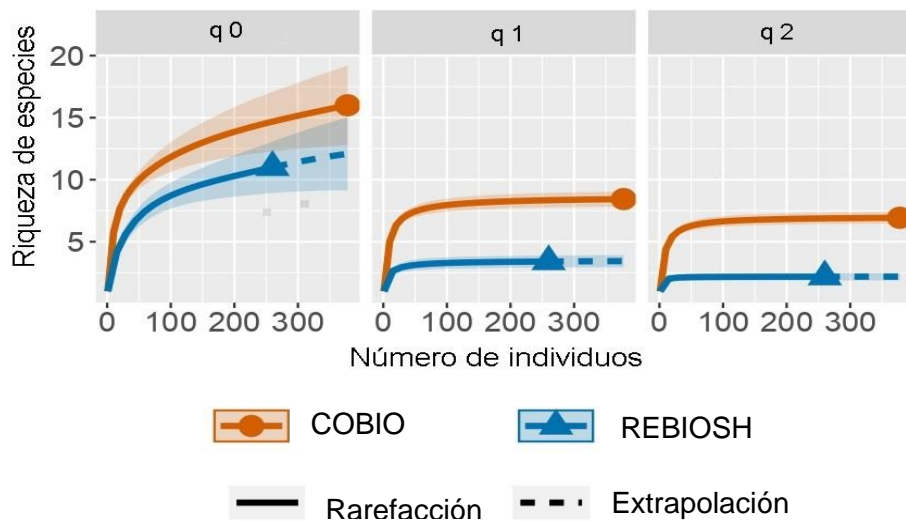 q 0 q 1 q 2
Riqueza de especies
20
15
10
5
0 100 200 300 0 100 200 300 0 100 200 300
Número de individuos
COBIO REBIOSH
Rarefacción Extrapolación